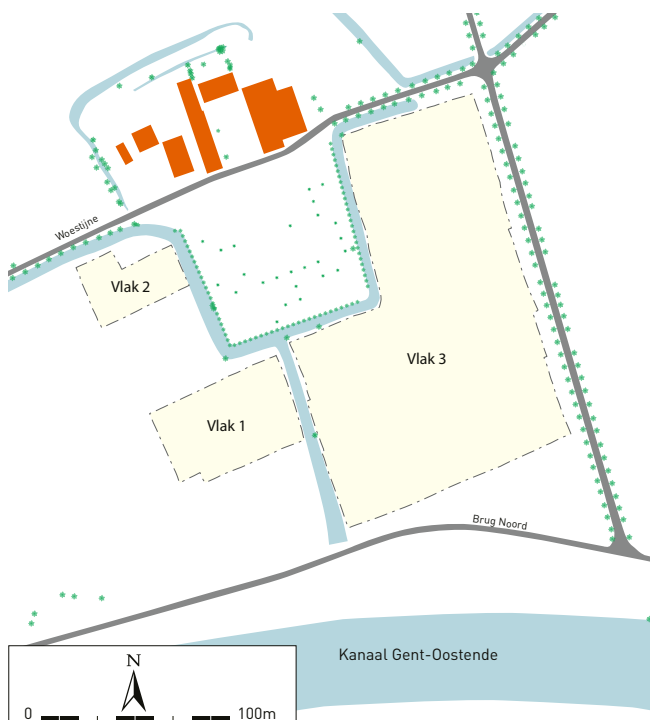 Woestijne
Vlak 2
Vlak 3
Vlak 1
Brug Noord
Kanaal Gent-Oostende
N
0
100m